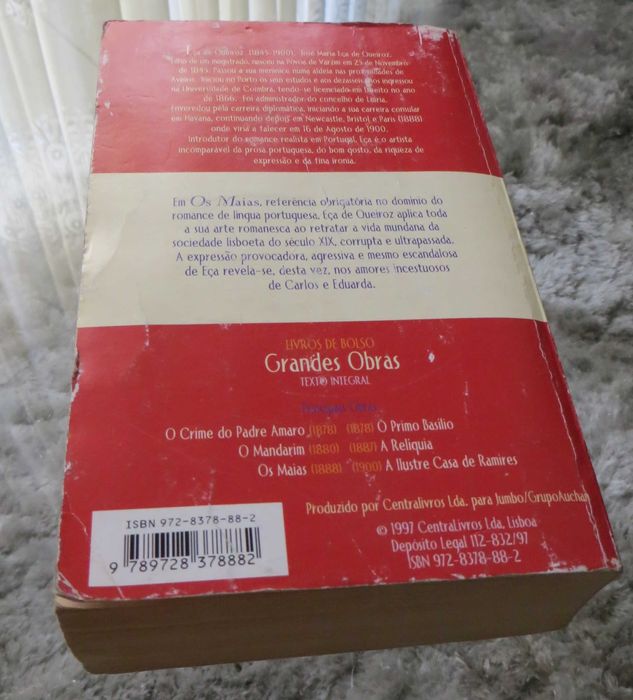 Eça de Queiroz (1845-1900). José Maria Eça de Queiroz,
filho de um magistrado, nasceu na Póvoa de Varzim em 25 de Novembro
de 1845. Passou a sua meninice numa aldeia nas proximidades de
Aveiro. Iniciou no Porto os seus estudos e aos dezasseis anos ingressou
na Universidade de Coimbra, tendo-se licenciado em Direito no ano
de 1866. Foi administrador do concelho de Leiria.
Enveredou pela carreira diplomática, iniciando a sua carreira consular
em Havana, continuando depois em Newcastle, Bristol e Paris (1888)
onde viria a falecer em 16 de Agosto de 1900.
Introdutor do romance realista em Portugal, Eça é o artista
incomparável da prosa portuguesa, do bom gosto, da riqueza de
expressão e da fina ironia.
Em Os Maias, referência obrigatória no domínio do
romance de língua portuguesa, Eça de Queiroz aplica toda
a sua arte romanesca ao retratar a vida mundana da
sociedade lisboeta do século XIX, corrupta e ultrapassada.
A expressão provocadora, agressiva e mesmo escandalosa
de Eça revela-se, desta vez, nos amores incestuosos
de Carlos e Eduarda.
LIVROS DE BOLSO
Grandes Obras
TEXTO INTEGRAL
Principais Obras
O Crime do Padre Amaro (1878) (1878) O Primo Basílio
O Mandarim (1880) (1887) A Relíquia
Os Maias (1888) (1900) A Ilustre Casa de Ramires
Produzido por Centralivros Lda. para Jumbo/GrupoAuchan
© 1997 Centralivros Lda, Lisboa
Depósito Legal 112-832/97
ISBN 972-8378-88-2
ISBN 972-8378-88-2
9 789728 378882